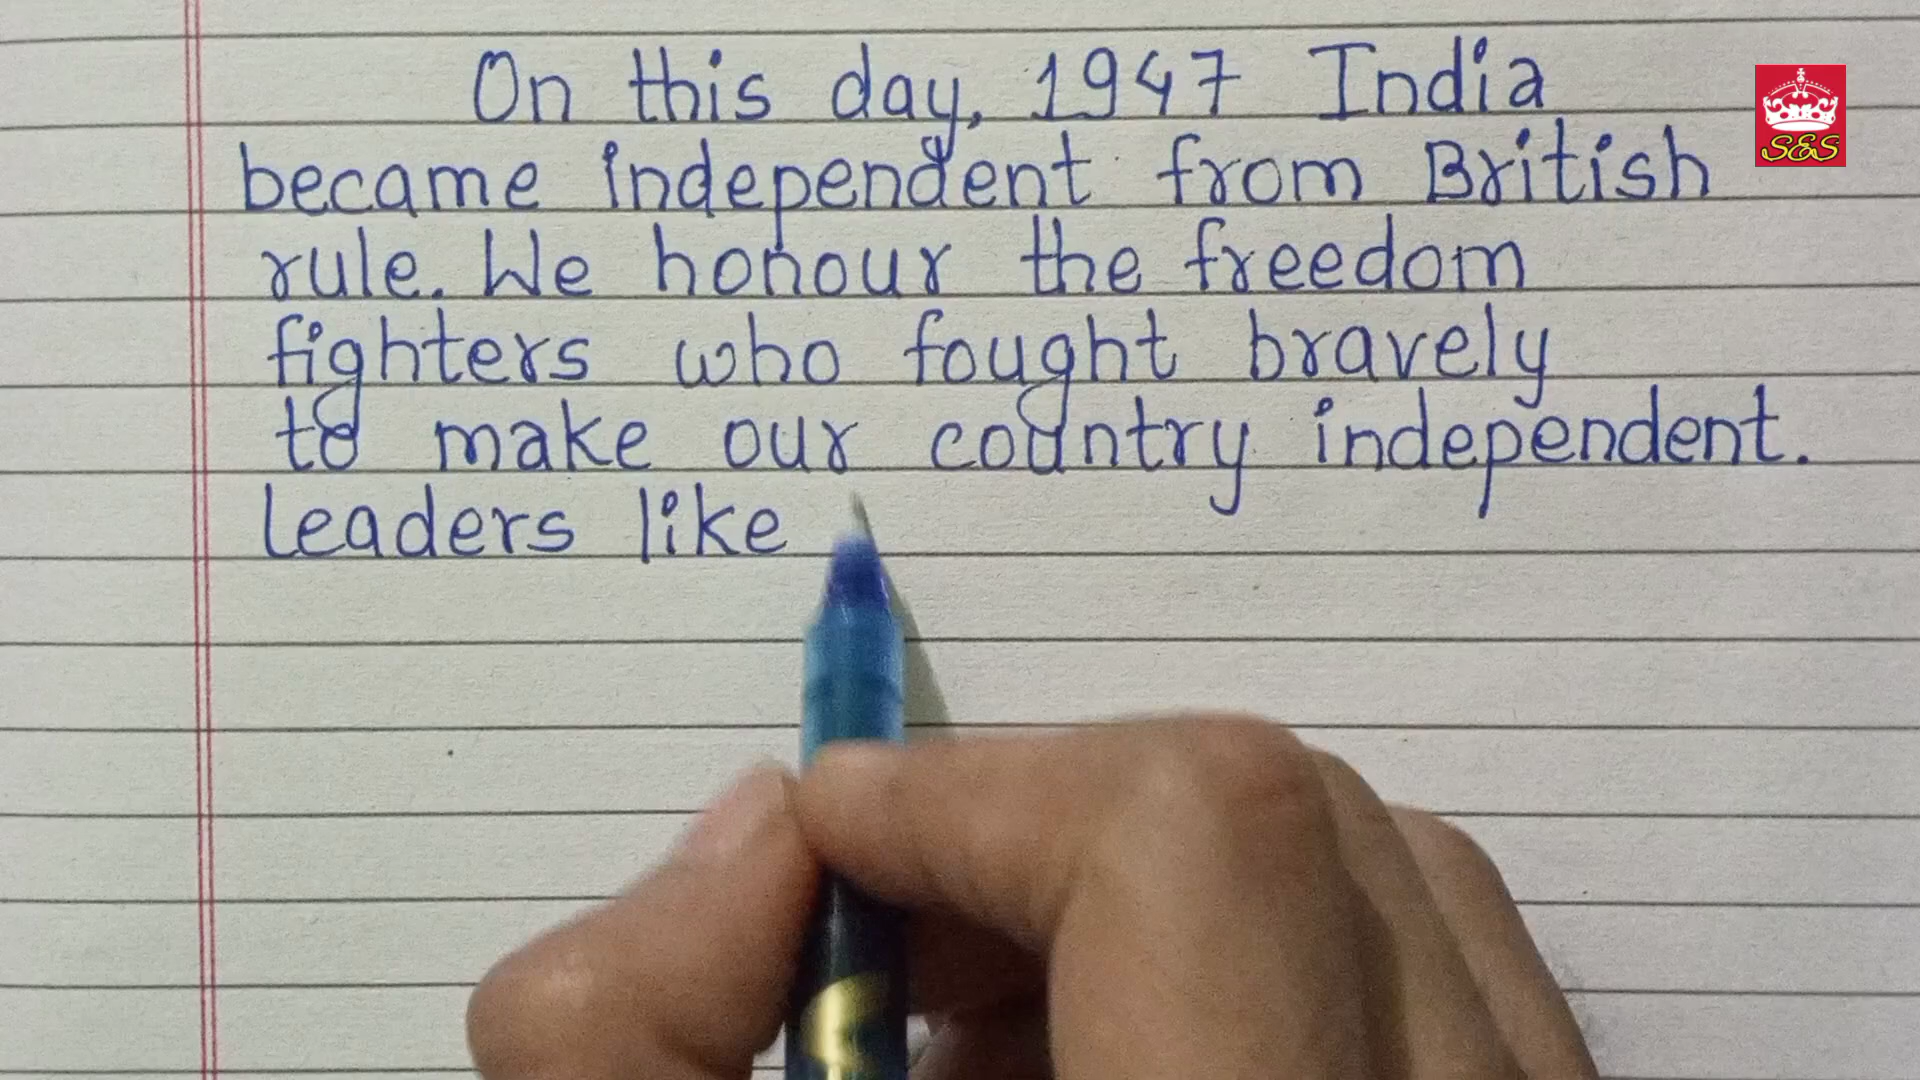 On this day, 1947 India
became independent from British
rule. We honour the freedom
fighters who fought bravely
to make our country independent.
leaders like
S&S